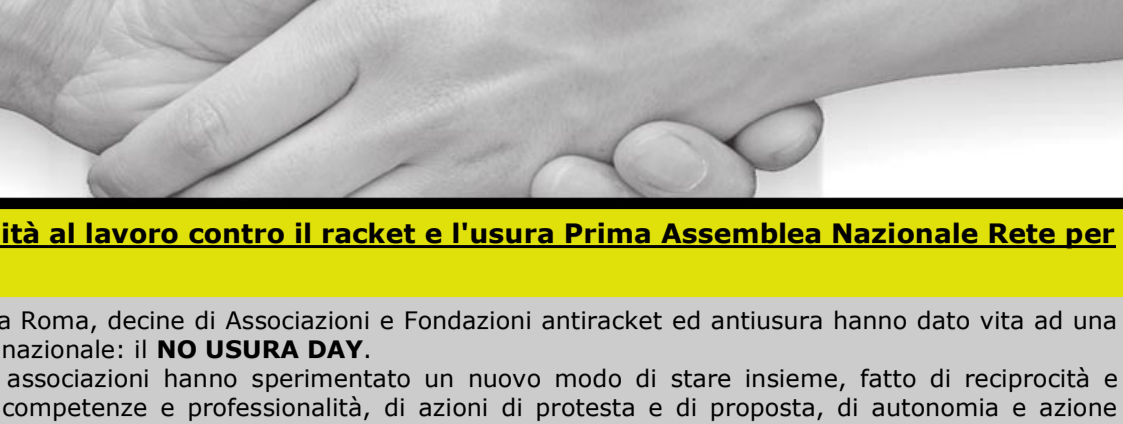 ità al lavoro contro il racket e l'usura Prima Assemblea Nazionale Rete per
a Roma, decine di Associazioni e Fondazioni antiracket ed antiusura hanno dato vita ad una
nazionale: il NO USURA DAY.
associazioni hanno sperimentato un nuovo modo di stare insieme, fatto di reciprocità e
competenze e professionalità, di azioni di protesta e di proposta, di autonomia e azione